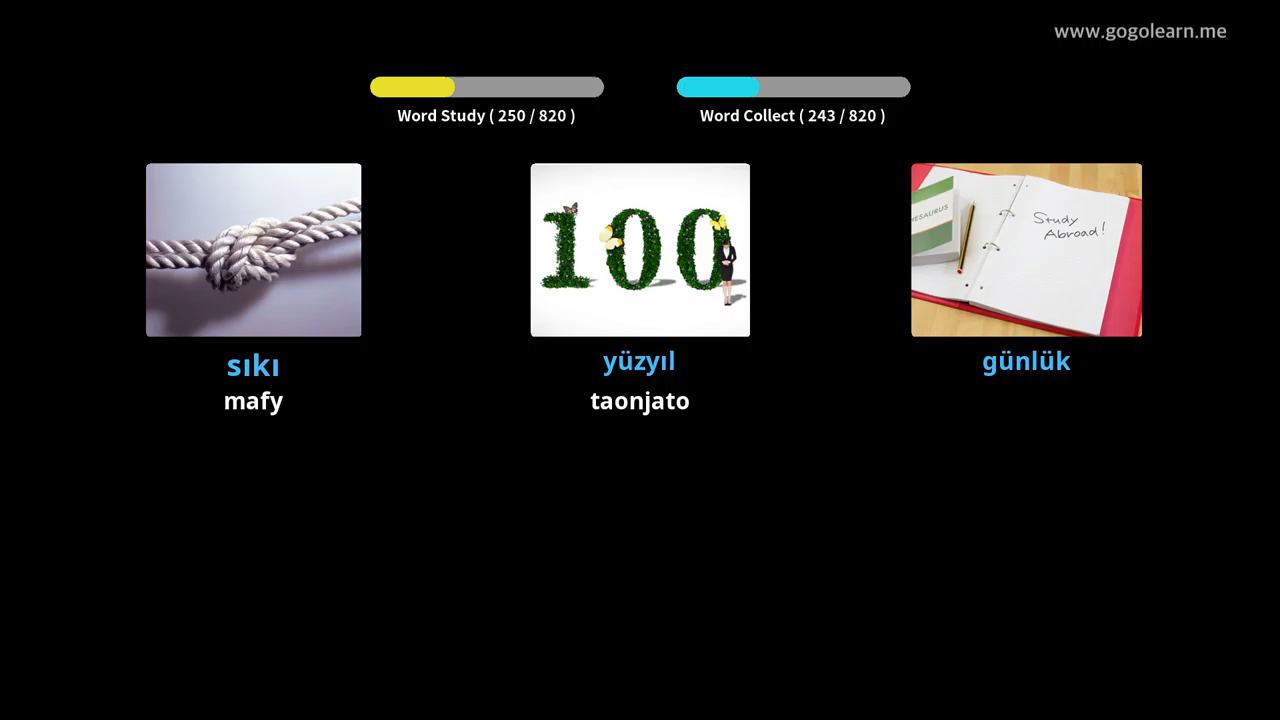 www.gogolearn.me
Word Study ( 250 / 820 )
Word Collect ( 243 / 820 )
100
HESAURUS
Study
Abroad!
sıkı
yüzyıl
günlük
mafy
taonjato